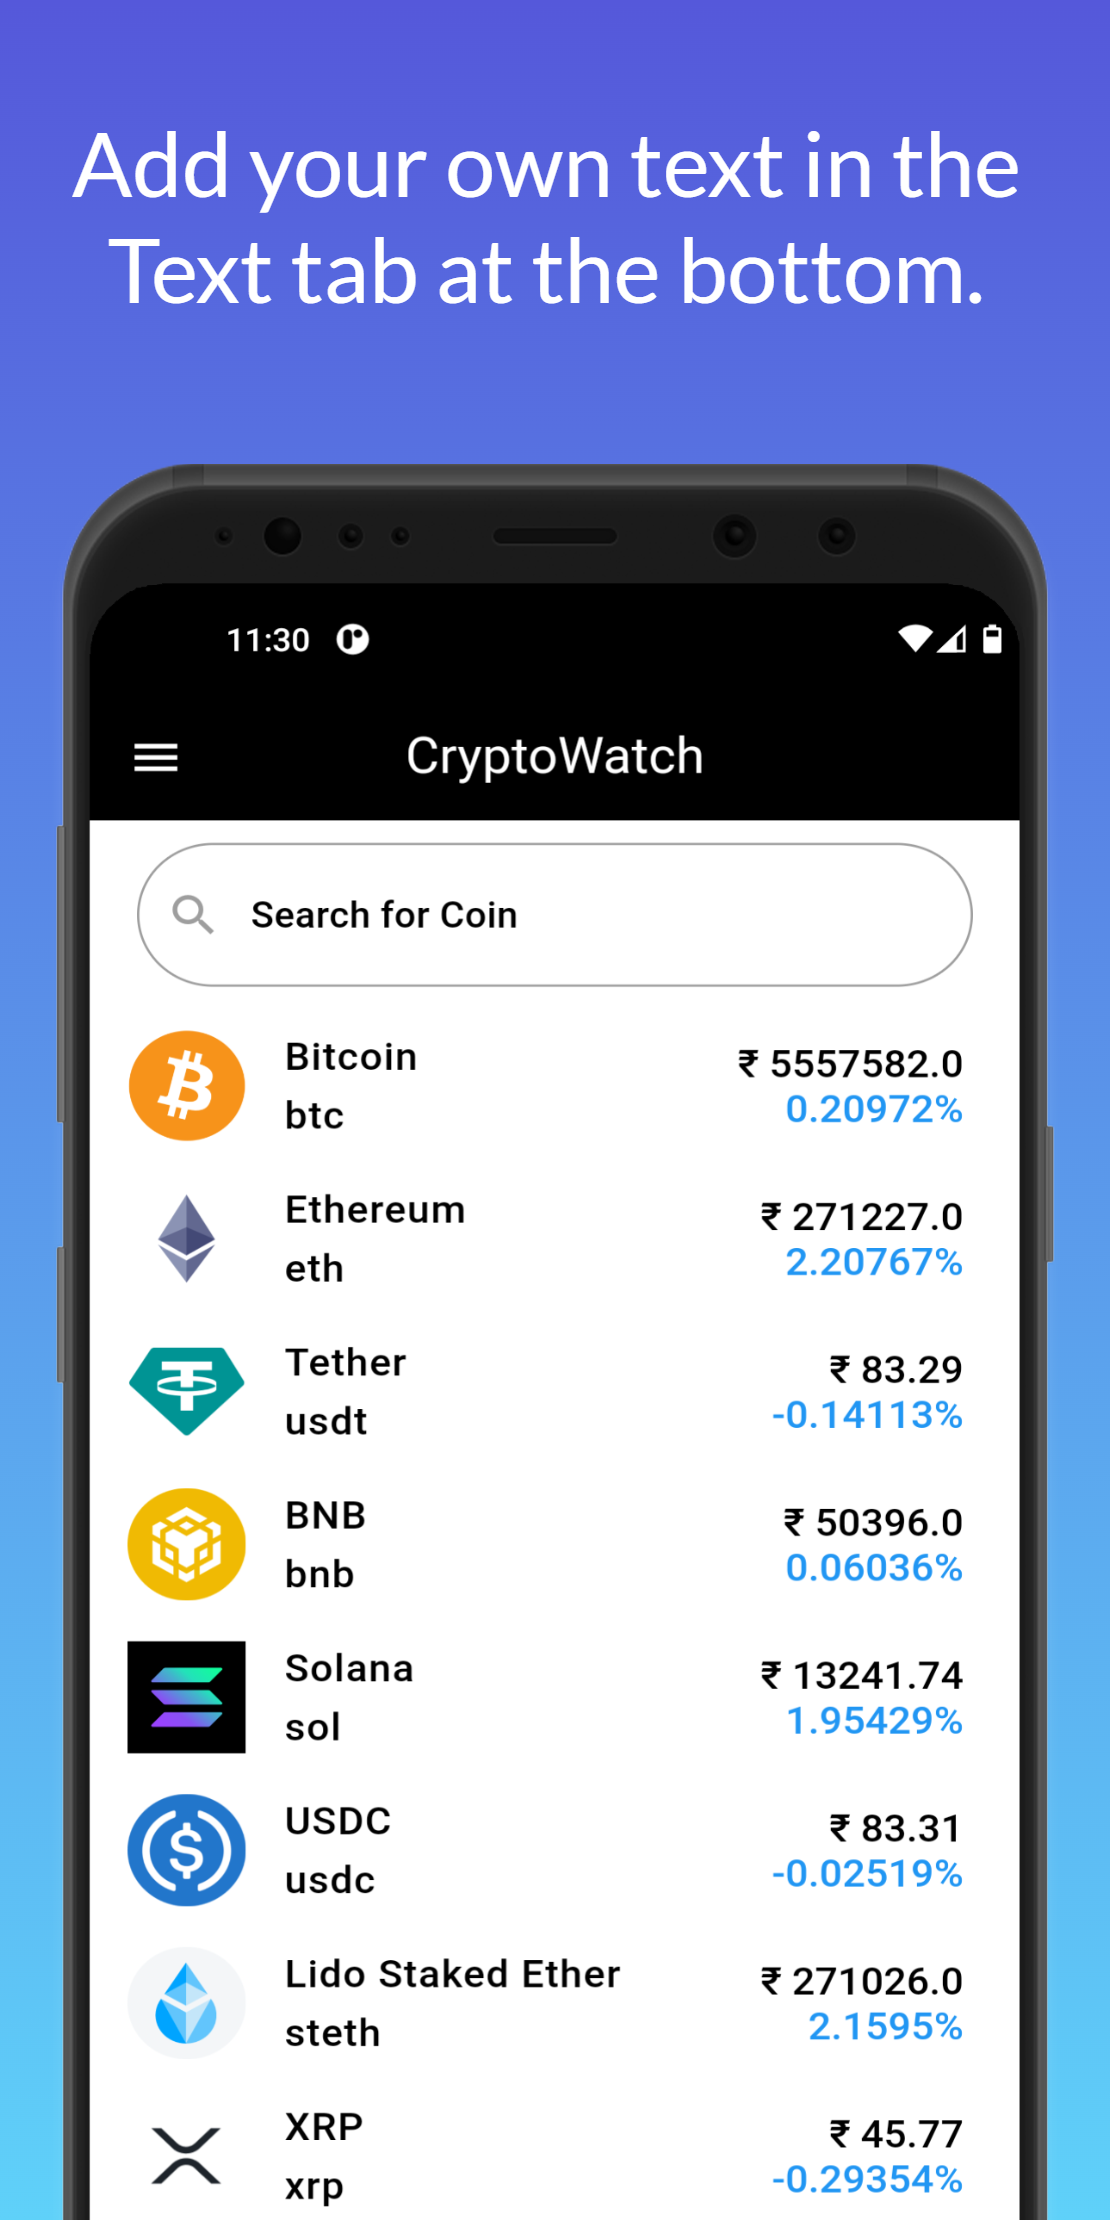 Add your own text in the
Text tab at the bottom.
11:30
CryptoWatch
Search for Coin
Bitcoin
₹ 5557582.0
btc
0.20972%
Ethereum
₹ 271227.0
eth
2.20767%
Tether
₹ 83.29
usdt
-0.14113%
BNB
₹ 50396.0
bnb
0.06036%
Solana
₹ 13241.74
sol
1.95429%
USDC
₹ 83.31
usdc
-0.02519%
Lido Staked Ether
₹ 271026.0
steth
2.1595%
XRP
₹ 45.77
xrp
-0.29354%